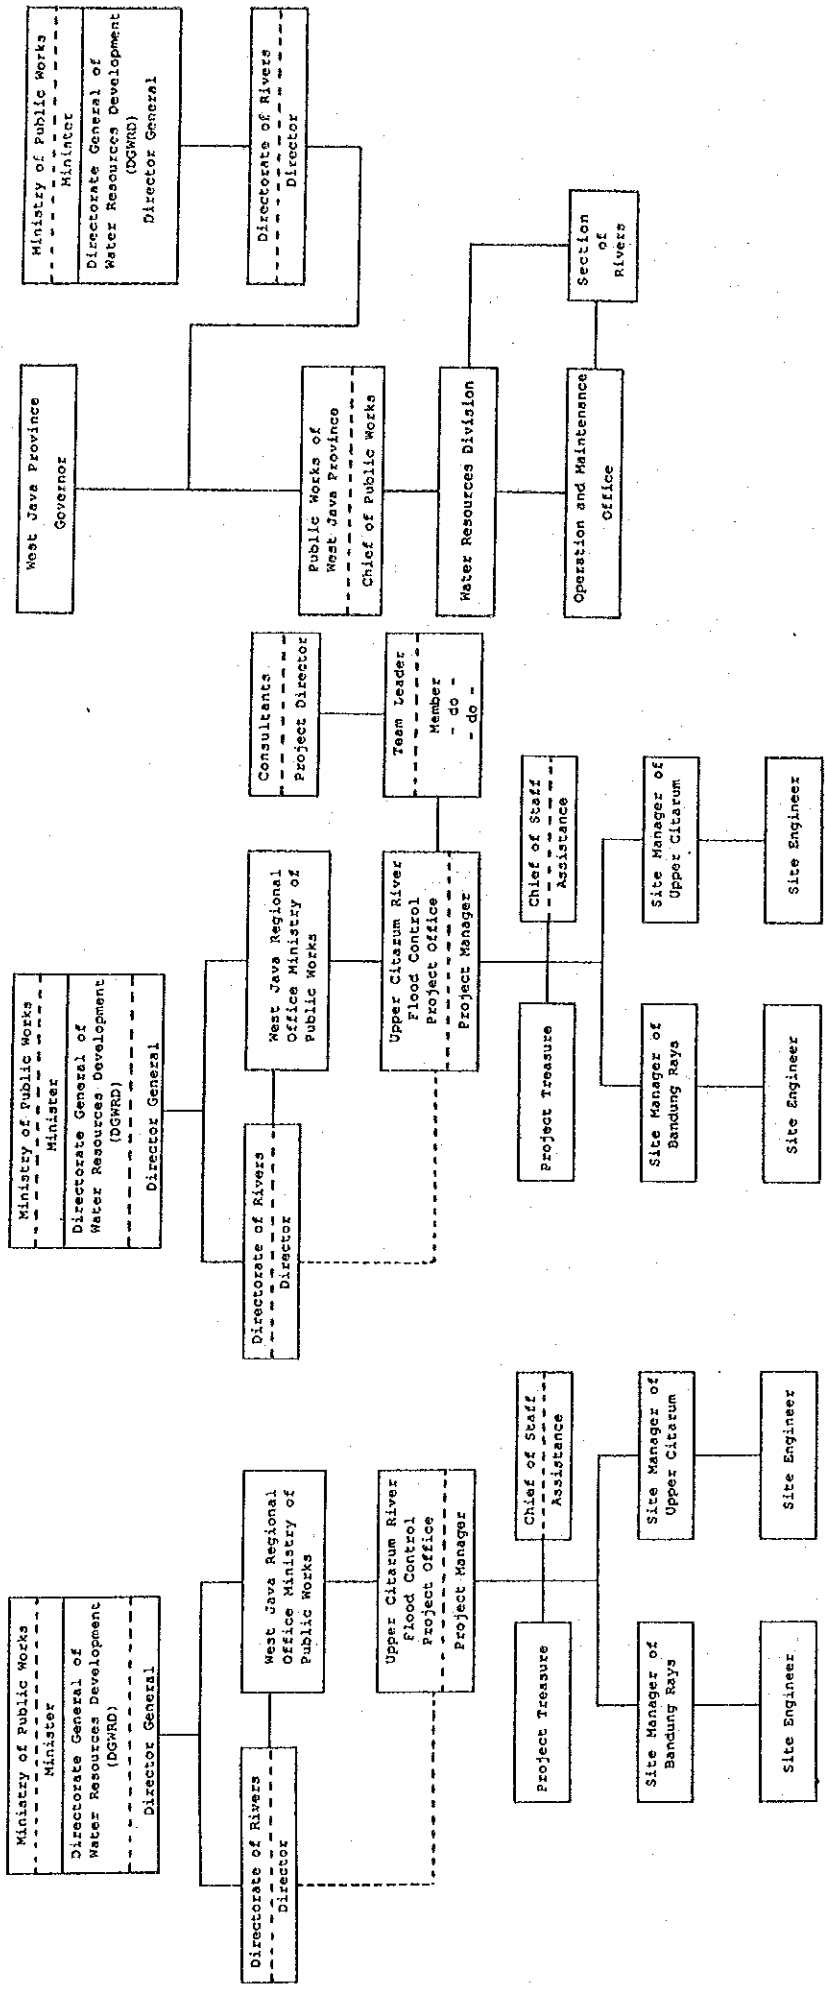 Ministry of Public Works
Minister
Directorate General of
Water Resources Development
(DGWRD)
Director General
Directorate of Rivers
Director
West Java Regional
Office Ministry of
Public Works
Upper Citarum River
Flood Control
Project Office
Project Manager
Project Treasure
Chief of Staff
Assistance
Site Manager of
Bandung Rays
Site Manager of
Upper Citarum
Site Engineer
Site Engineer
Ministry of Public Works
Minister
Directorate General of
Water Resources Development
(DGWRD)
Director General
Directorate of Rivers
Director
West Java Regional
Office Ministry of
Public Works
Consultants
Project Director
Upper Citarum River
Flood Control
Project Office
Project Manager
Team Leader
Member
- do -
- do -
Project Treasure
Chief of Staff
Assistance
Site Manager of
Bandung Rays
Site Manager of
Upper Citarum
Site Engineer
Site Engineer
West Java Province
Governor
Ministry of Public Works
Minister
Directorate General of
Water Resources Development
(DGWRD)
Director General
Directorate of Rivers
Director
Public Works of
West Java Province
Chief of Public Works
Water Resources Division
Section
of
Rivers
Operation and Maintenance
Office